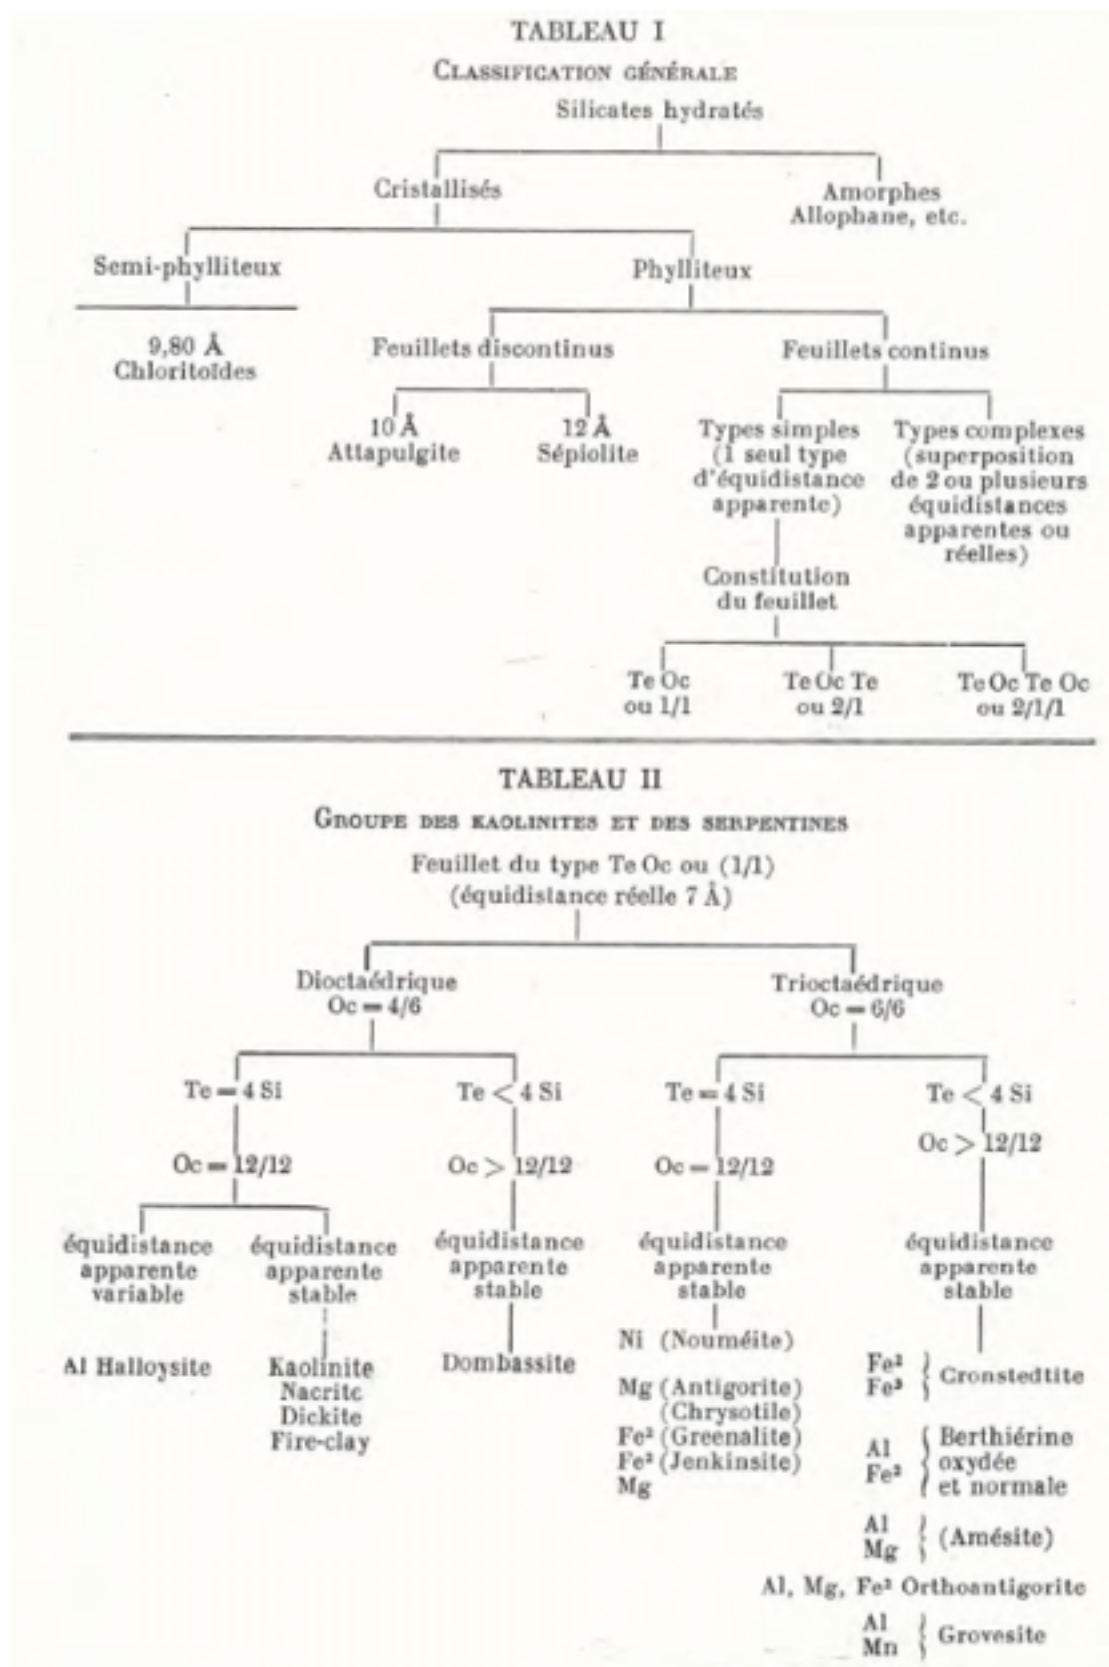 TABLEAU I
CLASSIFICATION GÉNÉRALE
Silicates hydratés
Cristallisés
Amorphes
Allophane, etc.
Semi-phylliteux
Phylliteux
9,80 Å
Chloritoïdes
Feuillets discontinus
Feuillets continus
10 Å
Attapulgite
12 Å
Sépiolite
Types simples
(1 seul type
d'équidistance
apparente)
Types complexes
(superposition
de 2 ou plusieurs
équidistances
apparentes ou
réelles)
Constitution
du feuillet
Te Oc
ou 1/1
Te Oc Te
ou 2/1
Te Oc Te Oc
ou 2/1/1
TABLEAU II
GROUPE DES KAOLINITES ET DES SERPENTINES
Feuillet du type Te Oc ou (1/1)
(équidistance réelle 7 Å)
Dioctaédrique
Oc = 4/6
Trioctaédrique
Oc = 6/6
Te = 4 Si
Te < 4 Si
Te = 4 Si
Te < 4 Si
Oc = 12/12
Oc > 12/12
Oc = 12/12
Oc > 12/12
équidistance
apparente
variable
équidistance
apparente
stable
équidistance
apparente
stable
équidistance
apparente
stable
équidistance
apparente
stable
Al Halloysite
Kaolinite
Nacrite
Dickite
Fire-clay
Dombassite
Ni (Nouméite)
Mg (Antigorite)
(Chrysotile)
Fe² (Greenalite)
Fe² (Jenkinsite)
Mg
Fe²
Fe³
} Cronstedtite
Al
Fe²
{ Berthiérine
oxydée
et normale
Al
Mg
} (Amésite)
Al, Mg, Fe² Orthoantigorite
Al
Mn
} Grovesite